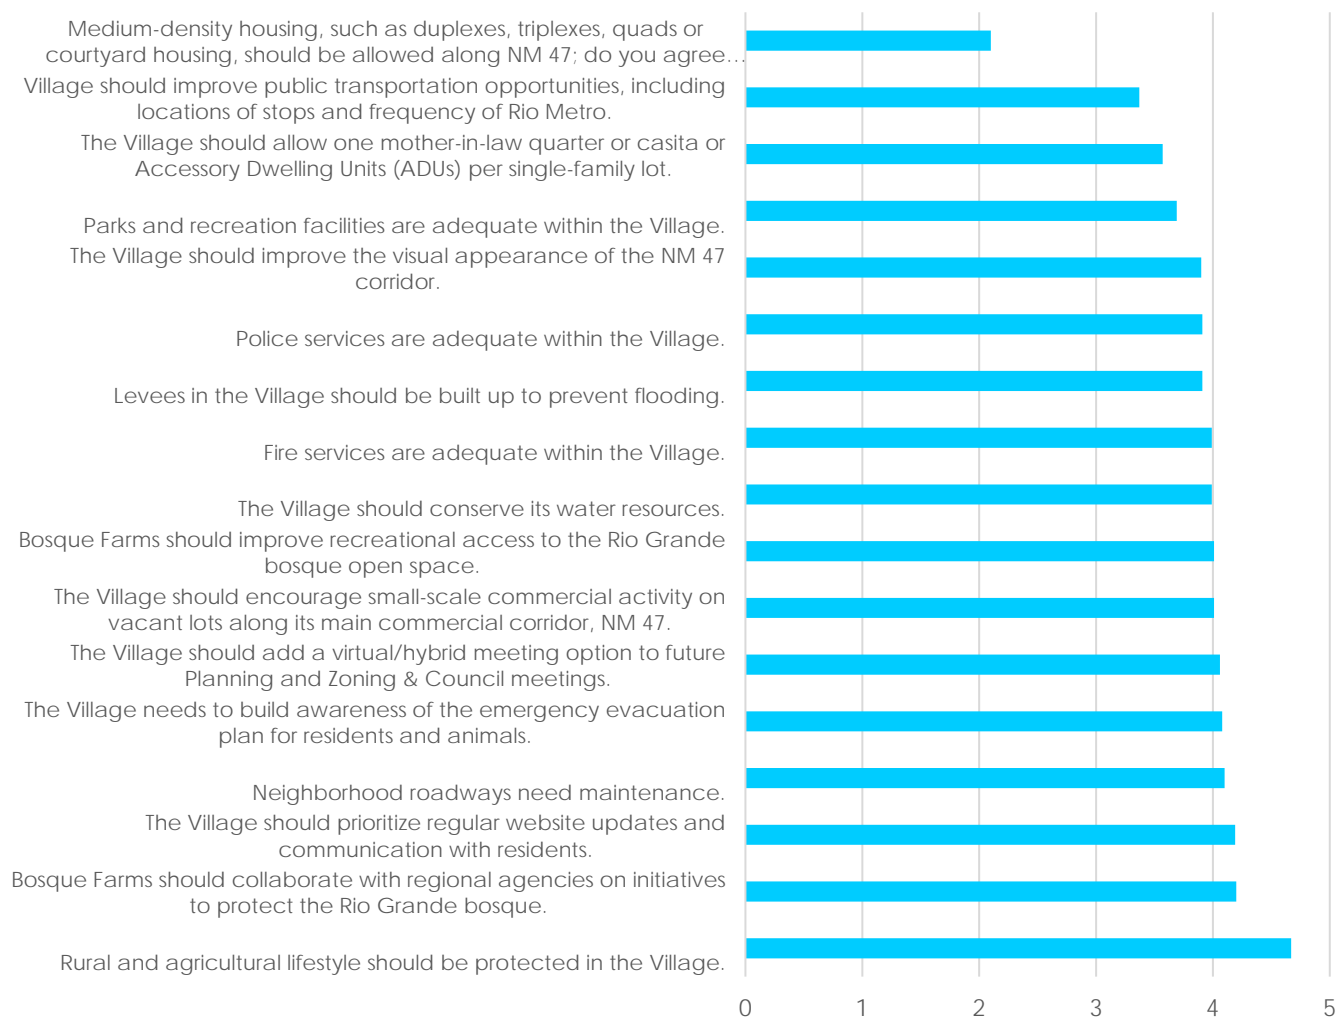 Medium-density housing, such as duplexes, triplexes, quads or
courtyard housing, should be allowed along NM 47; do you agree…
Village should improve public transportation opportunities, including
locations of stops and frequency of Rio Metro.
The Village should allow one mother-in-law quarter or casita or
Accessory Dwelling Units (ADUs) per single-family lot.
Parks and recreation facilities are adequate within the Village.
The Village should improve the visual appearance of the NM 47
corridor.
Police services are adequate within the Village.
Levees in the Village should be built up to prevent flooding.
Fire services are adequate within the Village.
The Village should conserve its water resources.
Bosque Farms should improve recreational access to the Rio Grande
bosque open space.
The Village should encourage small-scale commercial activity on
vacant lots along its main commercial corridor, NM 47.
The Village should add a virtual/hybrid meeting option to future
Planning and Zoning & Council meetings.
The Village needs to build awareness of the emergency evacuation
plan for residents and animals.
Neighborhood roadways need maintenance.
The Village should prioritize regular website updates and
communication with residents.
Bosque Farms should collaborate with regional agencies on initiatives
to protect the Rio Grande bosque.
Rural and agricultural lifestyle should be protected in the Village.
0 1 2 3 4 5